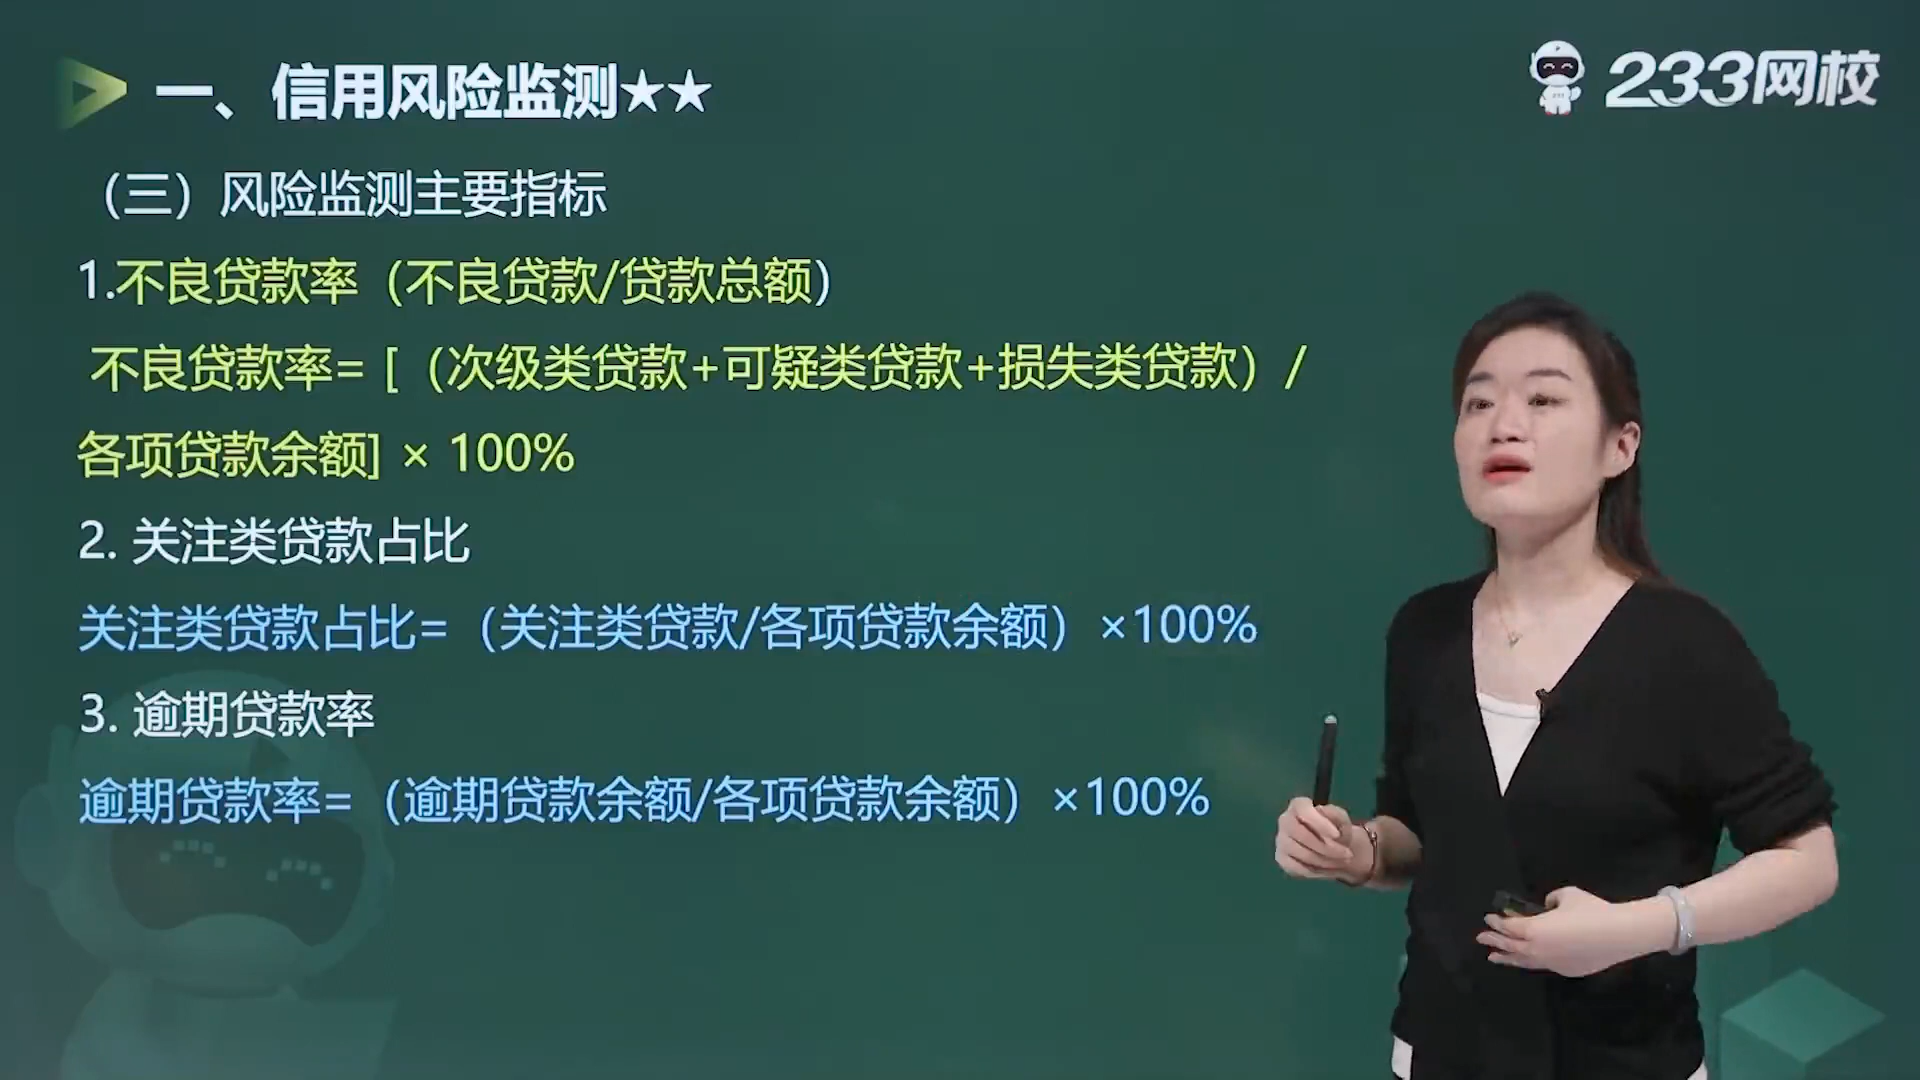 一、信用风险监测★★
233网校
（三）风险监测主要指标
1.不良贷款率（不良贷款/贷款总额）
不良贷款率= [（次级类贷款+可疑类贷款+损失类贷款）/
各项贷款余额] × 100%
2. 关注类贷款占比
关注类贷款占比=（关注类贷款/各项贷款余额）×100%
3. 逾期贷款率
逾期贷款率=（逾期贷款余额/各项贷款余额）×100%